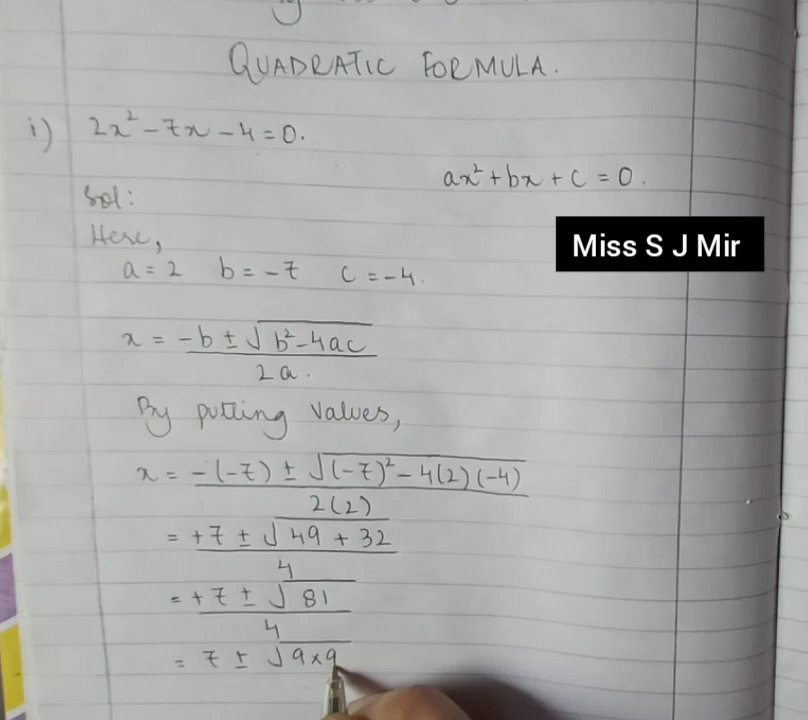 QUADRATIC FORMULA.
i) 2x² - 7x - 4 = 0.
ax² + bx + c = 0.
Sol:
Miss S J Mir
Here,
a = 2 b = -7 c = -4.
x = -b ± √b²-4ac
2a.
By putting values,
x = -(-7) ± √(-7)² - 4(2)(-4)
2(2)
= +7 ± √49 + 32
4
= +7 ± √81
4
= 7 ± √9×9